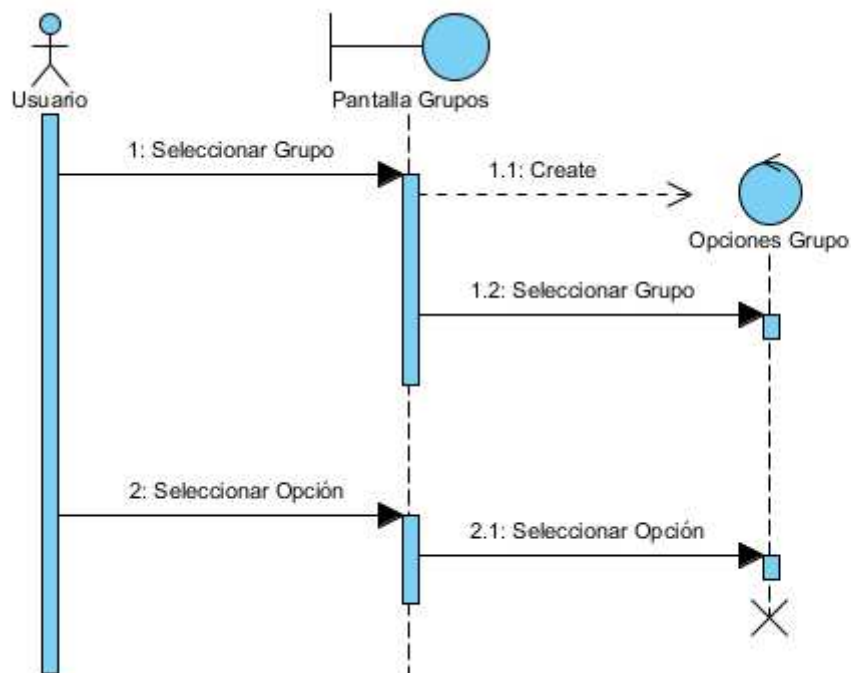 Usuario
Pantalla Grupos
1: Seleccionar Grupo
1.1: Create
Opciones Grupo
1.2: Seleccionar Grupo
2: Seleccionar Opción
2.1: Seleccionar Opción